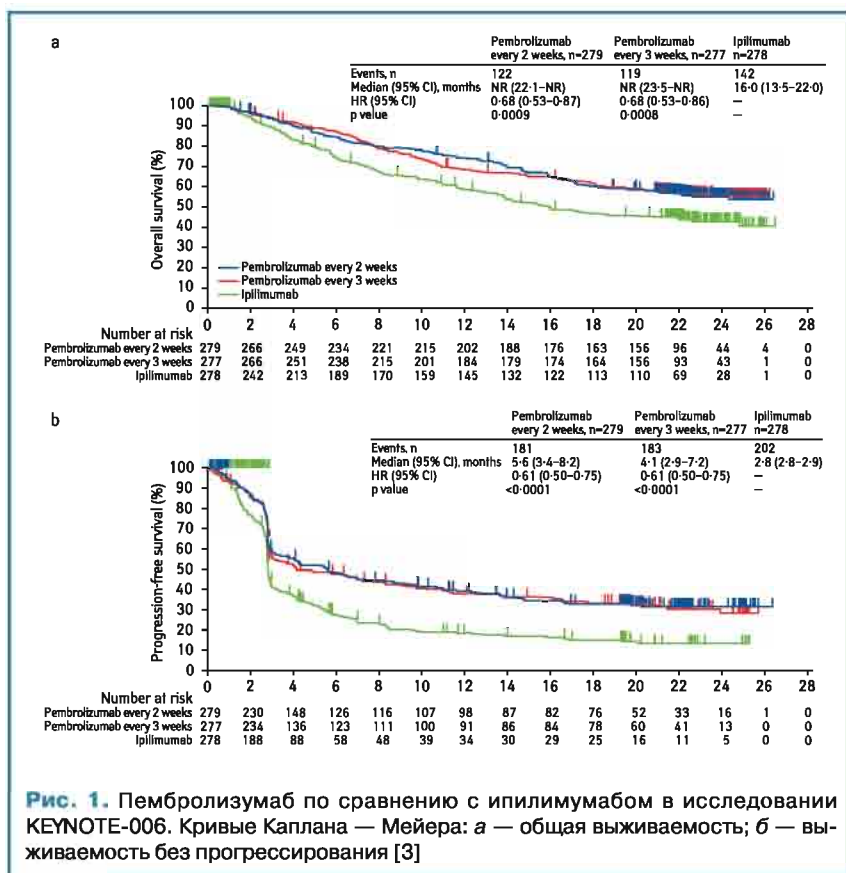 a
Pembrolizumab every 2 weeks, n=279 Pembrolizumab every 3 weeks, n=277 Ipilimumab n=278
Events, n 122 119 142
Median (95% CI), months NR (22·1–NR) NR (23·5–NR) 16·0 (13·5–22·0)
HR (95% CI) 0·68 (0·53–0·87) 0·68 (0·53–0·86) –
p value 0·0009 0·0008 –
Overall survival (%)
100
90
80
70
60
50
40
30
20
10
0
Pembrolizumab every 2 weeks
Pembrolizumab every 3 weeks
Ipilimumab
0 2 4 6 8 10 12 14 16 18 20 22 24 26 28
Number at risk
Pembrolizumab every 2 weeks 279 266 249 234 221 215 202 188 176 163 156 96 44 4 0
Pembrolizumab every 3 weeks 277 266 251 238 215 201 184 179 174 164 156 93 43 1 0
Ipilimumab 278 242 213 189 170 159 145 132 122 113 110 69 28 1 0
b
Pembrolizumab every 2 weeks, n=279 Pembrolizumab every 3 weeks, n=277 Ipilimumab n=278
Events, n 181 183 202
Median (95% CI), months 5·6 (3·4–8·2) 4·1 (2·9–7·2) 2·8 (2·8–2·9)
HR (95% CI) 0·61 (0·50–0·75) 0·61 (0·50–0·75) –
p value <0·0001 <0·0001 –
Progression-free survival (%)
100
90
80
70
60
50
40
30
20
10
0
0 2 4 6 8 10 12 14 16 18 20 22 24 26 28
Number at risk
Pembrolizumab every 2 weeks 279 230 148 126 116 107 98 87 82 76 52 33 16 1 0
Pembrolizumab every 3 weeks 277 234 136 123 111 100 91 86 84 78 60 41 13 0 0
Ipilimumab 278 188 88 58 48 39 34 30 29 25 16 11 5 0 0
Рис. 1. Пембролизумаб по сравнению с ипилимумабом в исследовании
KEYNOTE-006. Кривые Каплана — Мейера: а — общая выживаемость; б — вы-
живаемость без прогрессирования [3]